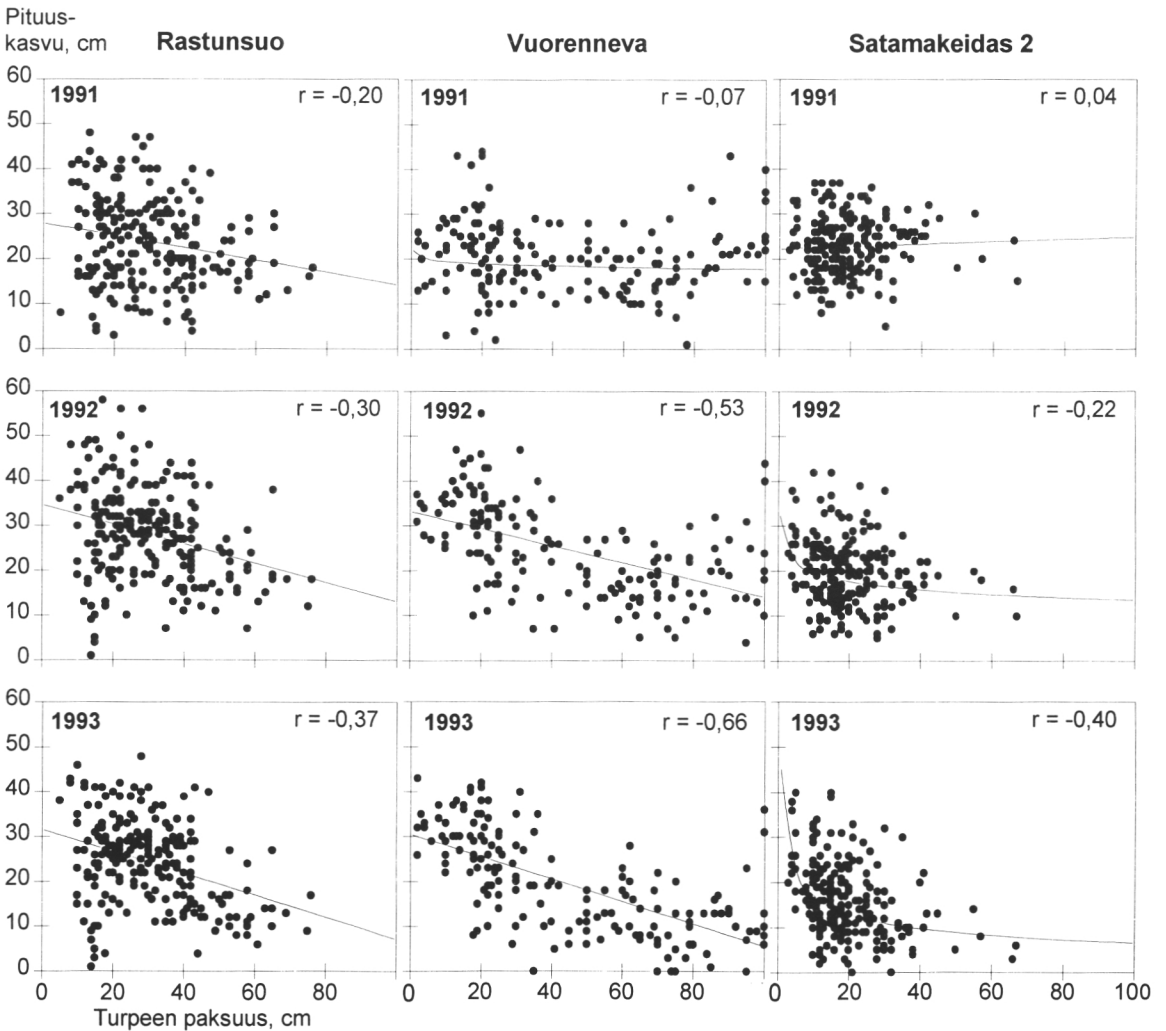 Pituus-
kasvu, cm Rastunsuo Vuorenneva Satamakeidas 2
60 1991 r = -0,20 1991 r = -0,07 1991 r = 0,04
50
40
30
20
10
0
60 1992 r = -0,30 1992 r = -0,53 1992 r = -0,22
50
40
30
20
10
0
60 1993 r = -0,37 1993 r = -0,66 1993 r = -0,40
50
40
30
20
10
0
0 20 40 60 80 0 20 40 60 80 0 20 40 60 80 100
Turpeen paksuus, cm